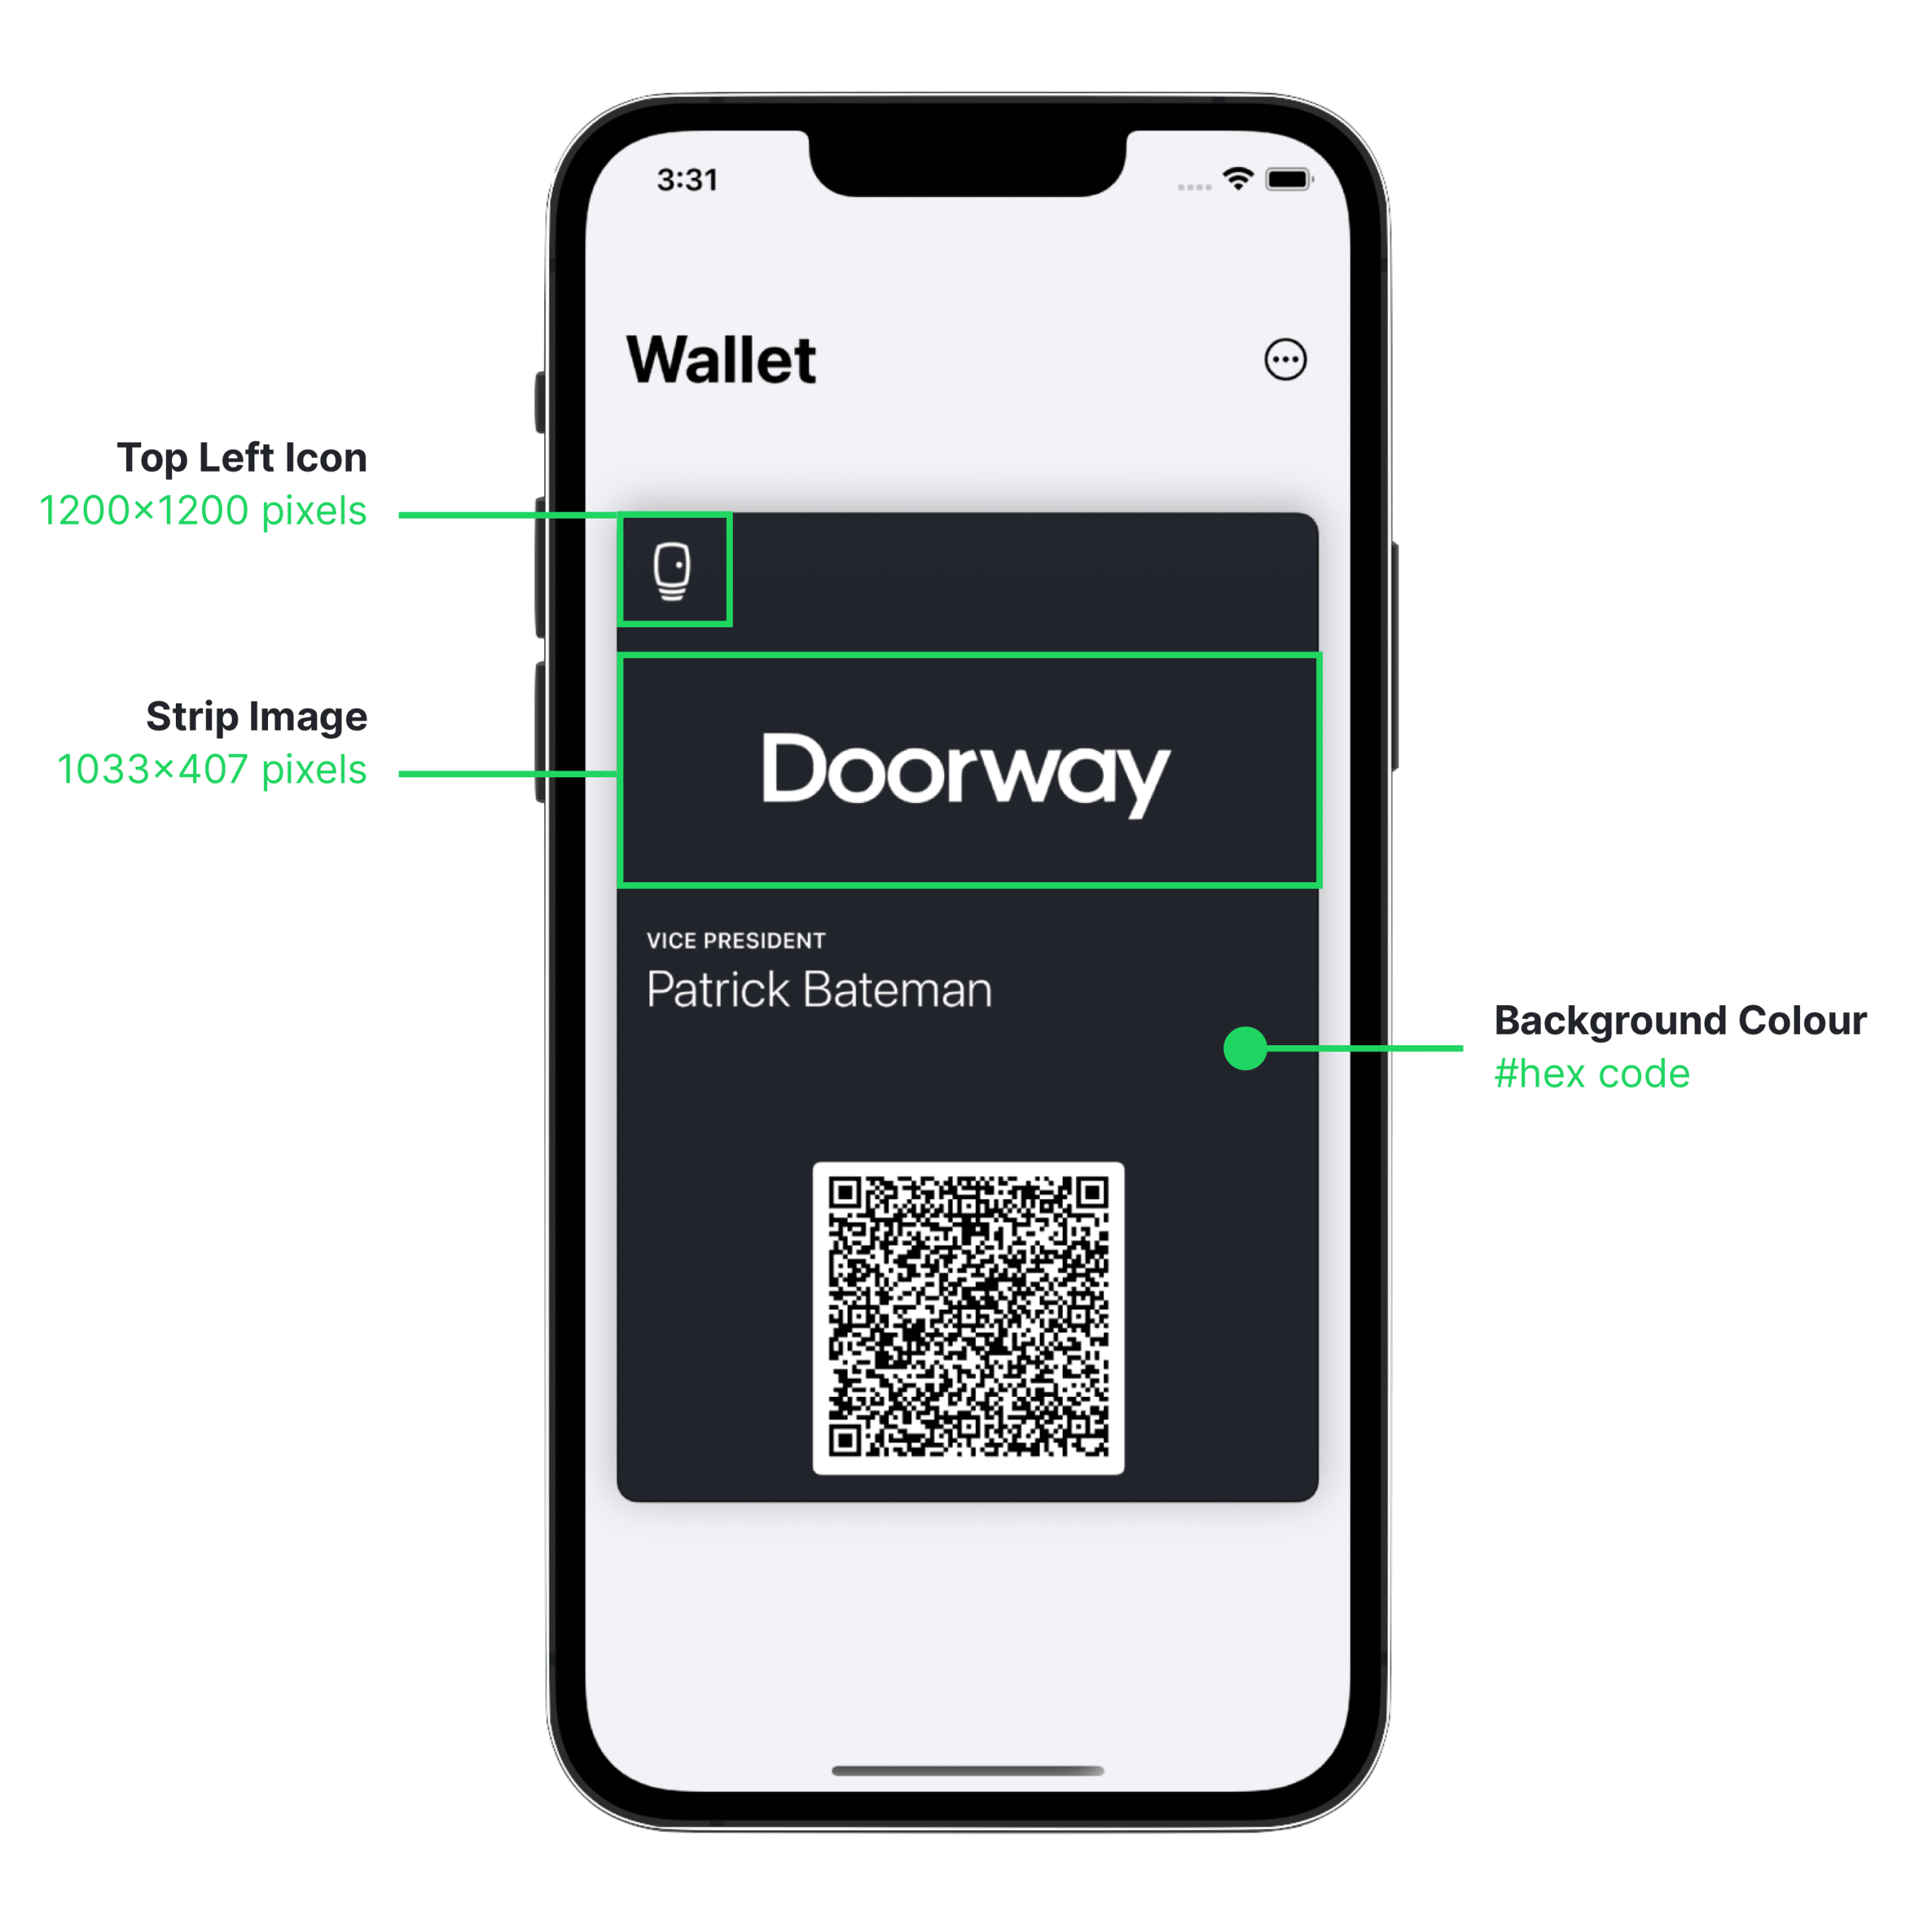 3:31
Wallet
Top Left Icon
1200×1200 pixels
Strip Image
1033×407 pixels
Doorway
VICE PRESIDENT
Patrick Bateman
Background Colour
#hex code